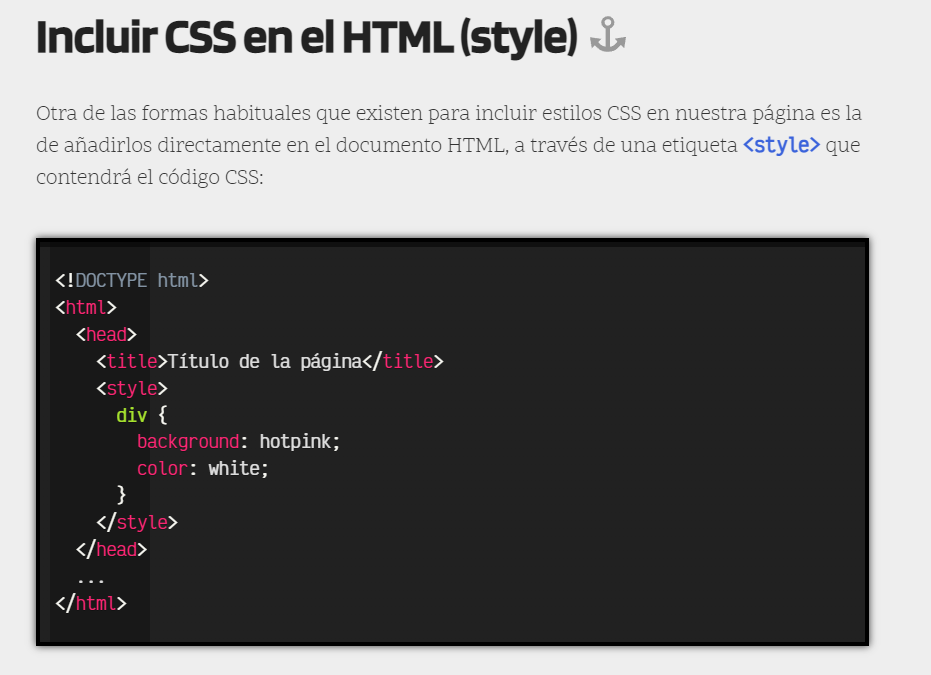 Incluir CSS en el HTML (style)
Otra de las formas habituales que existen para incluir estilos CSS en nuestra página es la
de añadirlos directamente en el documento HTML, a través de una etiqueta <style> que
contendrá el código CSS:
<!DOCTYPE html>
<html>
  <head>
    <title>Título de la página</title>
    <style>
      div {
        background: hotpink;
        color: white;
      }
    </style>
  </head>
  ...
</html>